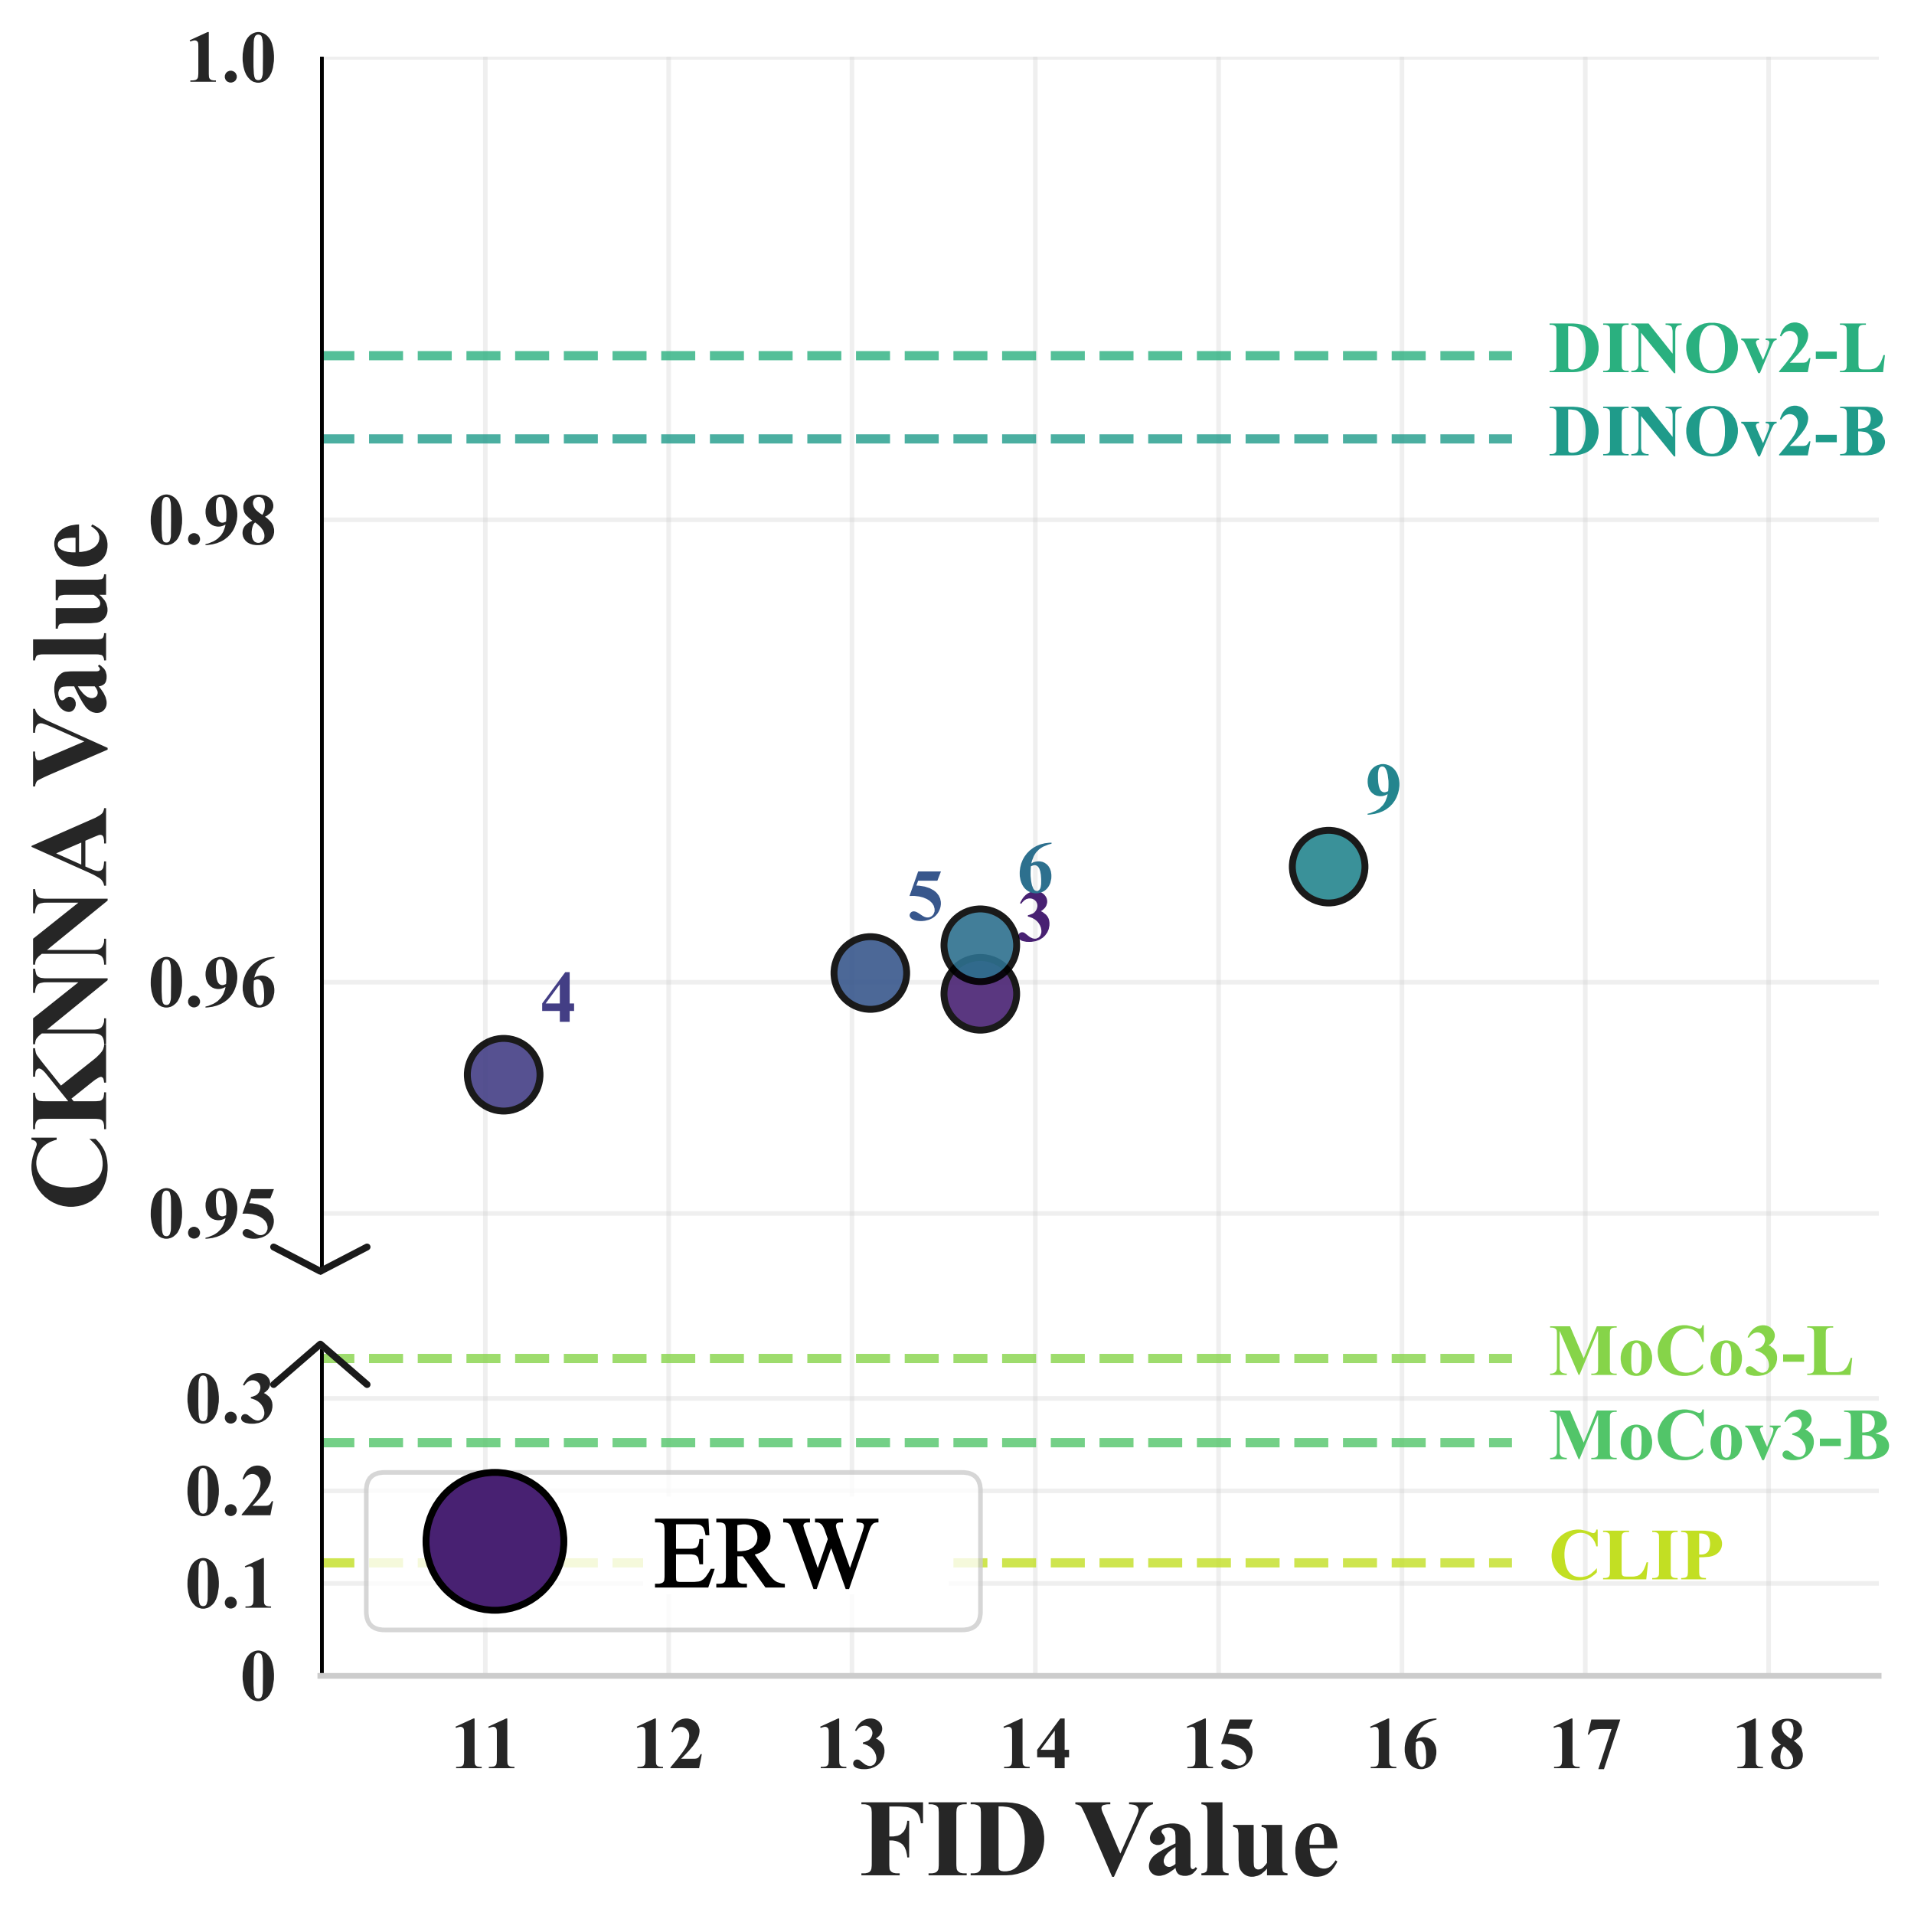 1.0
DINOv2-L
DINOv2-B
0.98
9
6
5
3
0.96
4
CKNNA Value
0.95
MoCo3-L
0.3
MoCov3-B
0.2
ERW
CLIP
0.1
0
11 12 13 14 15 16 17 18
FID Value